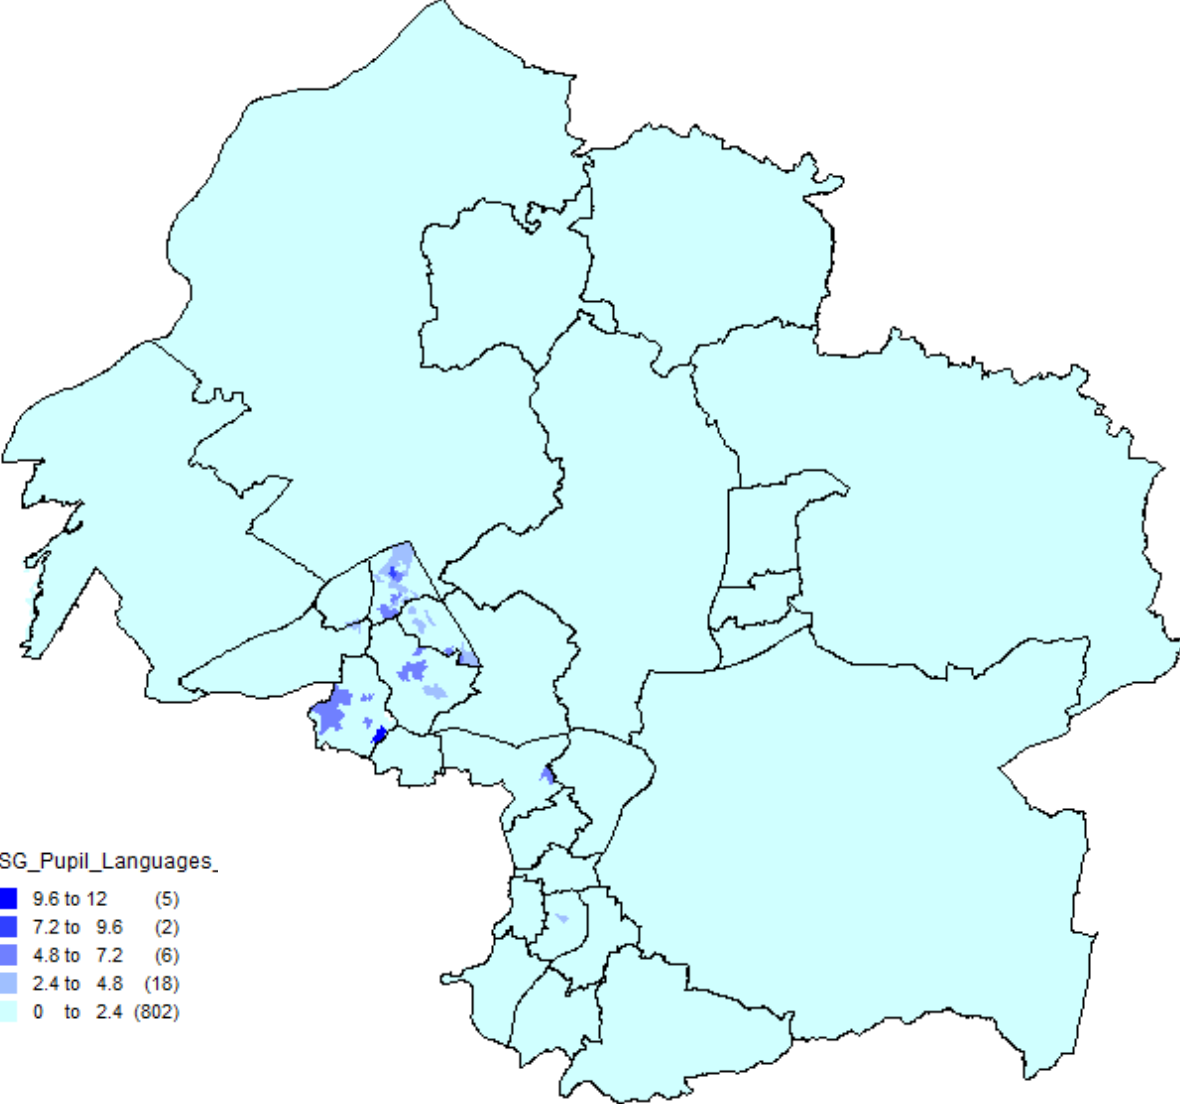 SG_Pupil_Languages_
9.6 to 12 (5)
7.2 to 9.6 (2)
4.8 to 7.2 (6)
2.4 to 4.8 (18)
0 to 2.4 (802)